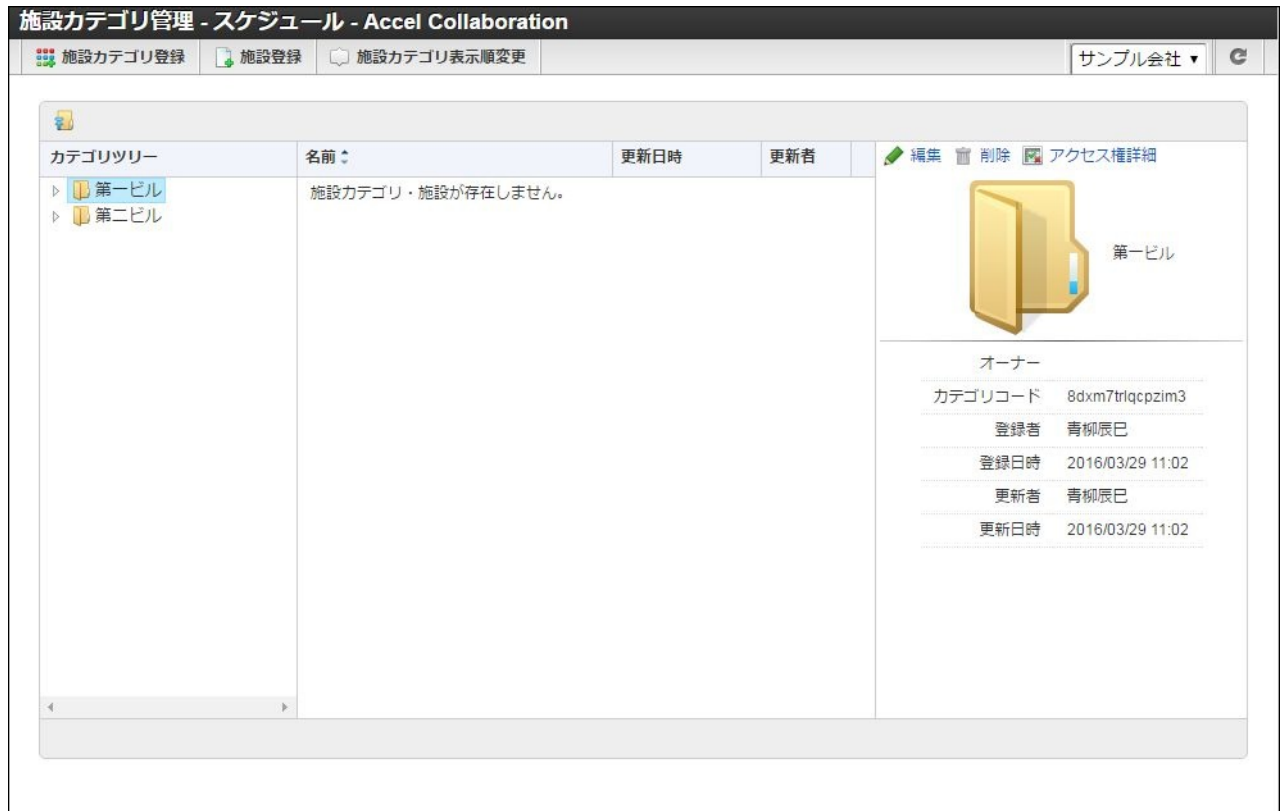 施設カテゴリ管理 - スケジュール - Accel Collaboration
施設カテゴリ登録 施設登録 施設カテゴリ表示順変更 サンプル会社
カテゴリツリー 名前 更新日時 更新者 編集 削除 アクセス権詳細
第一ビル 施設カテゴリ・施設が存在しません。
第二ビル
第一ビル
オーナー
カテゴリコード 8dxm7trlqcpzim3
登録者 青柳辰巳
登録日時 2016/03/29 11:02
更新者 青柳辰巳
更新日時 2016/03/29 11:02